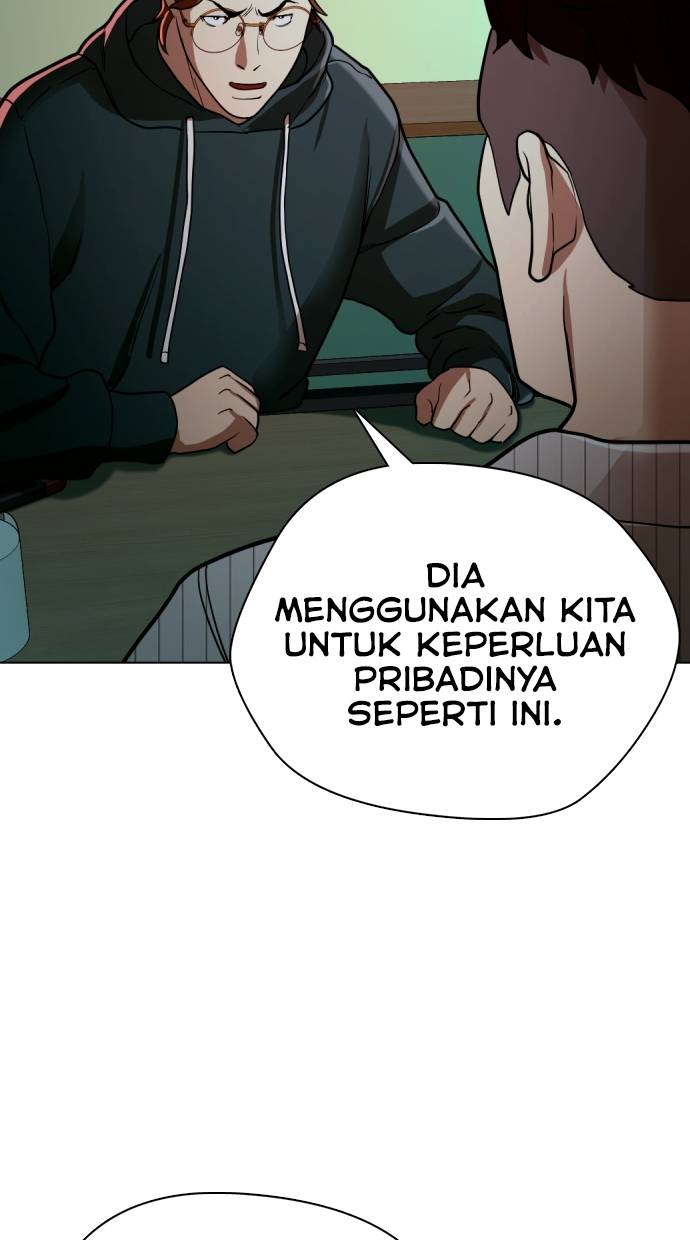 DIA
MENGGUNAKAN KITA
UNTUK KEPERLUAN
PRIBADINYA
SEPERTI INI.